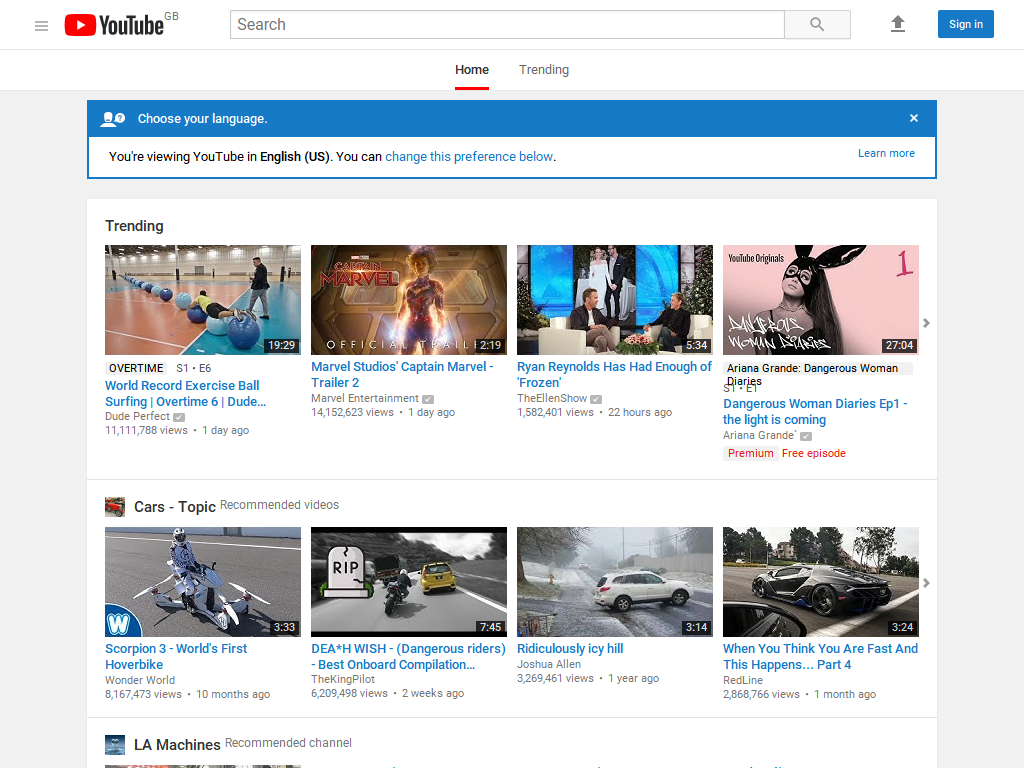 YouTube GB
Search
Sign in
Home
Trending
Choose your language.
×
You're viewing YouTube in English (US). You can change this preference below.
Learn more
Trending
19:29
OVERTIME S1 • E6
World Record Exercise Ball
Surfing | Overtime 6 | Dude...
Dude Perfect
11,111,788 views • 1 day ago
MARVEL STUDIOS
CAPTAIN
MARVEL
OFFICIAL TRAIL
2:19
Marvel Studios' Captain Marvel -
Trailer 2
Marvel Entertainment
14,152,623 views • 1 day ago
5:34
Ryan Reynolds Has Had Enough of
'Frozen'
TheEllenShow
1,582,401 views • 22 hours ago
YouTube Originals
1
DANGEROUS
WOMAN DIARIES
27:04
Ariana Grande: Dangerous Woman
Diaries
S1 • E1
Dangerous Woman Diaries Ep1 -
the light is coming
Ariana Grande`
Premium Free episode
Cars - Topic Recommended videos
W
3:33
Scorpion 3 - World's First
Hoverbike
Wonder World
8,167,473 views • 10 months ago
RIP
7:45
DEA*H WISH - (Dangerous riders)
- Best Onboard Compilation...
TheKingPilot
6,209,498 views • 2 weeks ago
3:14
Ridiculously icy hill
Joshua Allen
3,269,461 views • 1 year ago
3:24
When You Think You Are Fast And
This Happens... Part 4
RedLine
2,868,766 views • 1 month ago
LA Machines Recommended channel